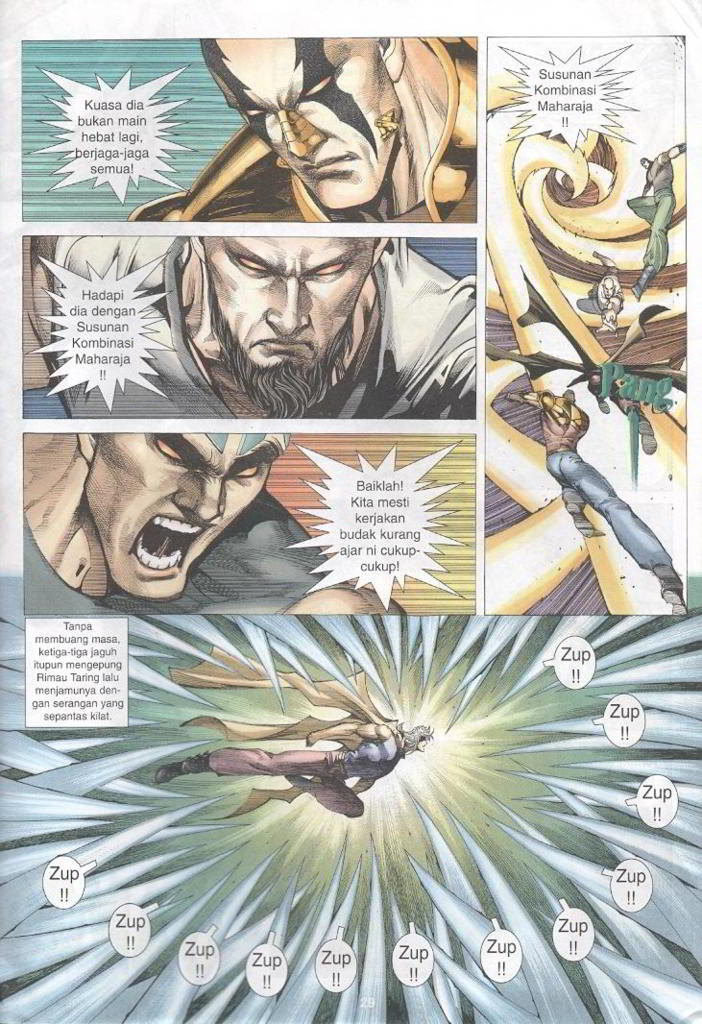 Kuasa dia
bukan main
hebat lagi,
berjaga-jaga
semua!
Hadapi
dia dengan
Susunan
Kombinasi
Maharaja
!!
Baiklah!
Kita mesti
kerjakan
budak kurang
ajar ni cukup-
cukup!
Susunan
Kombinasi
Maharaja
!!
Pang
Tanpa
membuang masa,
ketiga-tiga jaguh
itupun mengepung
Rimau Taring lalu
menjamunya den-
gan serangan yang
sepantas kilat.
Zup
!!
Zup
!!
Zup
!!
Zup
!!
Zup
!!
Zup
!!
Zup
!!
Zup
!!
Zup
!!
Zup
!!
Zup
!!
Zup
!!
29